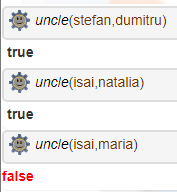 uncle(stefan,dumitru)
true
uncle(isai,natalia)
true
uncle(isai,maria)
false